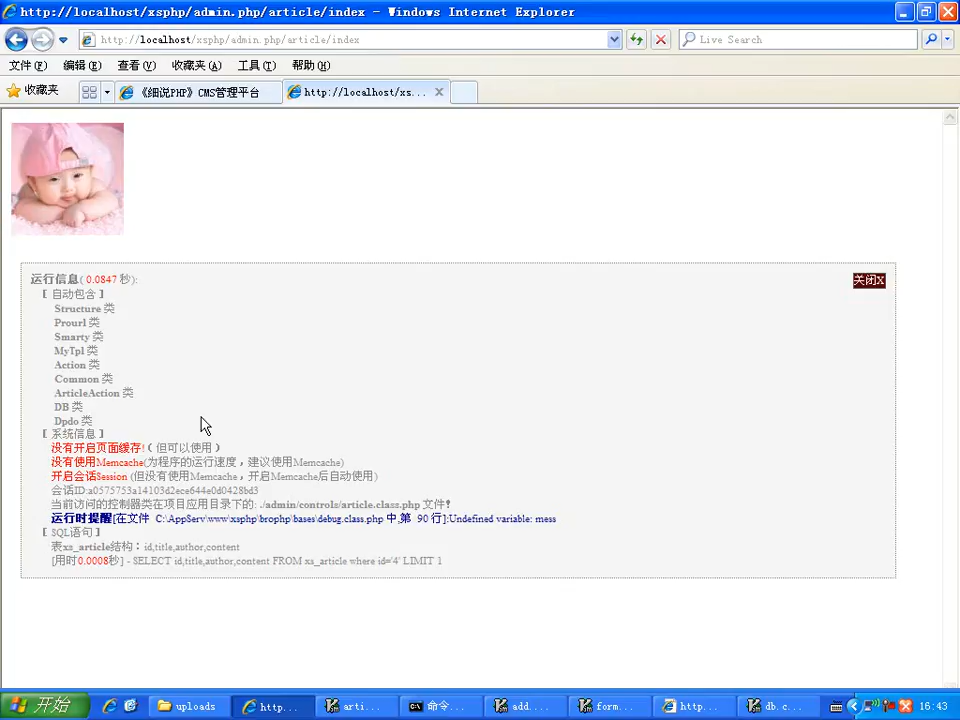 http://localhost/xsphp/admin.php/article/index - Windows Internet Explorer
http://localhost/xsphp/admin.php/article/index
Live Search
文件(F) 编辑(E) 查看(V) 收藏夹(A) 工具(T) 帮助(H)
收藏夹 《细说PHP》CMS管理平台 http://localhost/xs...
运行信息( 0.0847 秒): 关闭X
[ 自动包含 ]
Structure 类
Prourl 类
Smarty 类
MyTpl 类
Action 类
Common 类
ArticleAction 类
DB 类
Dpdo 类
[ 系统信息 ]
没有开启页面缓存!( 但可以使用 )
没有使用Memcache(为程序的运行速度，建议使用Memcache)
开启会话Session (但没有使用Memcache，开启Memcache后自动使用)
会话ID:a0575753a14103d2ece644e0d0428bd3
当前访问的控制器类在项目应用目录下的: ./admin/controls/article.class.php 文件!
运行时提醒[在文件 C:\AppServ\www\xsphp\brophp\bases\debug.class.php 中,第 90 行]:Undefined variable: mess
[ SQL语句 ]
表xs_article结构：id,title,author,content
[用时0.0008秒] - SELECT id,title,author,content FROM xs_article where id='4' LIMIT 1
开始 uploads http... arti... 命令... add.... form... http... db.c... 16:43